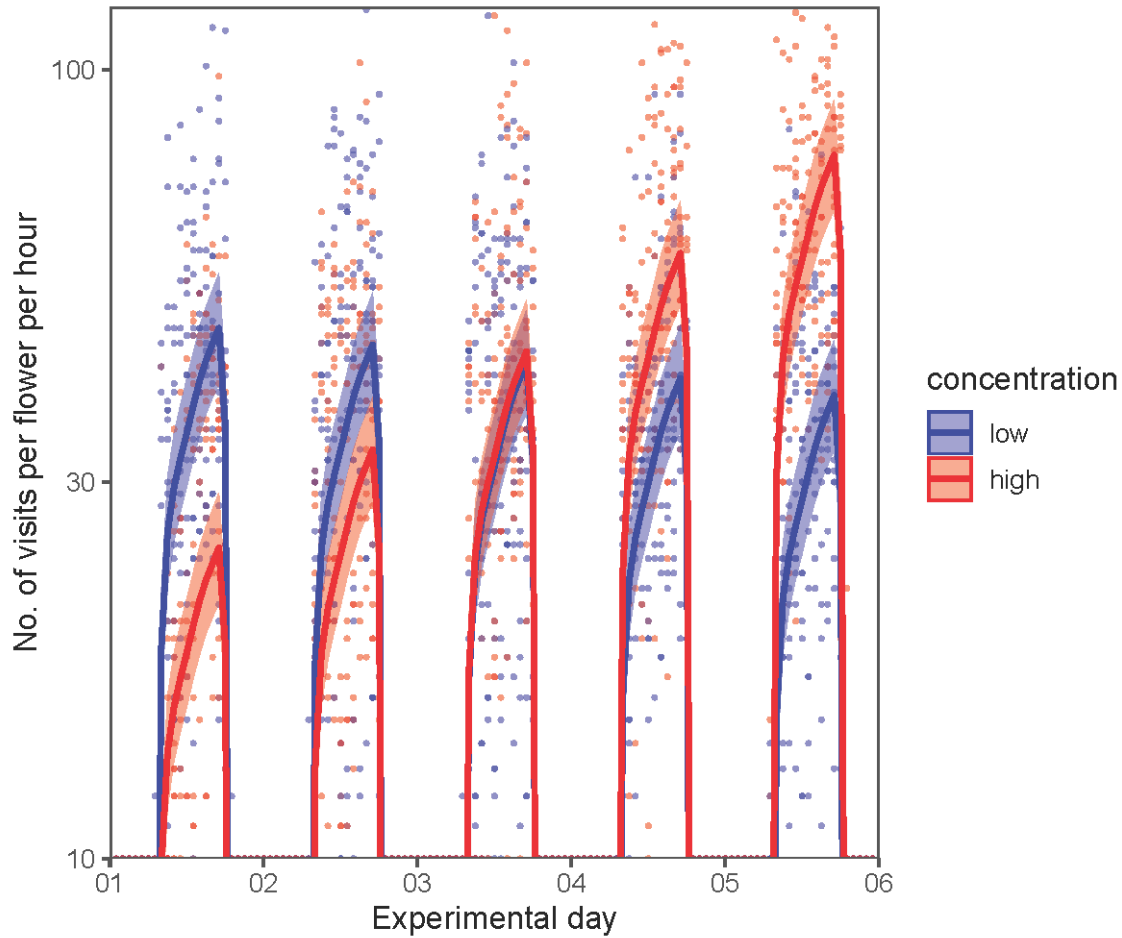 No. of visits per flower per hour
100
30
10
01 02 03 04 05 06
Experimental day
concentration
low
high